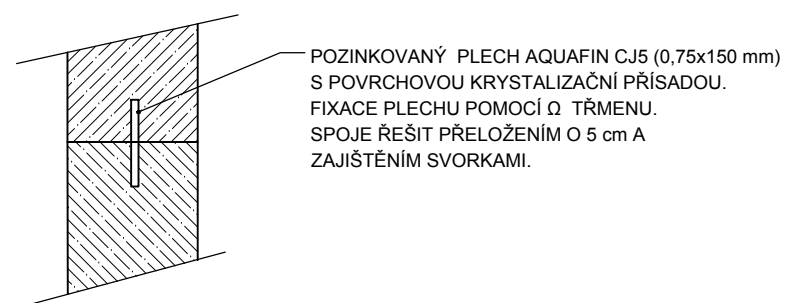 POZINKOVANÝ PLECH AQUAFIN CJ5 (0,75x150 mm)
S POVRCHOVOU KRYSTALIZAČNÍ PŘÍSADOU.
FIXACE PLECHU POMOCÍ Ω TŘMENU.
SPOJE ŘEŠIT PŘELOŽENÍM O 5 cm A
ZAJIŠTĚNÍM SVORKAMI.